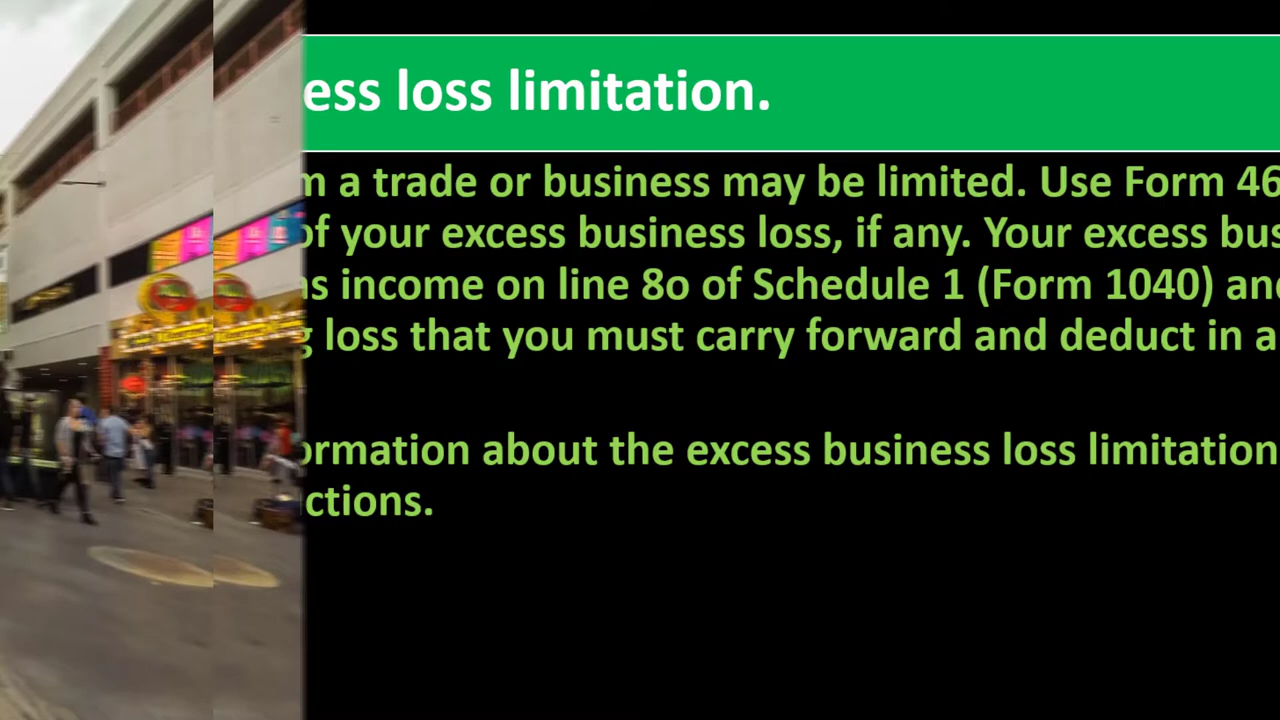 ess loss limitation.
m a trade or business may be limited. Use Form 46
of your excess business loss, if any. Your excess bus
as income on line 8o of Schedule 1 (Form 1040) and
g loss that you must carry forward and deduct in a
ormation about the excess business loss limitation
ctions.